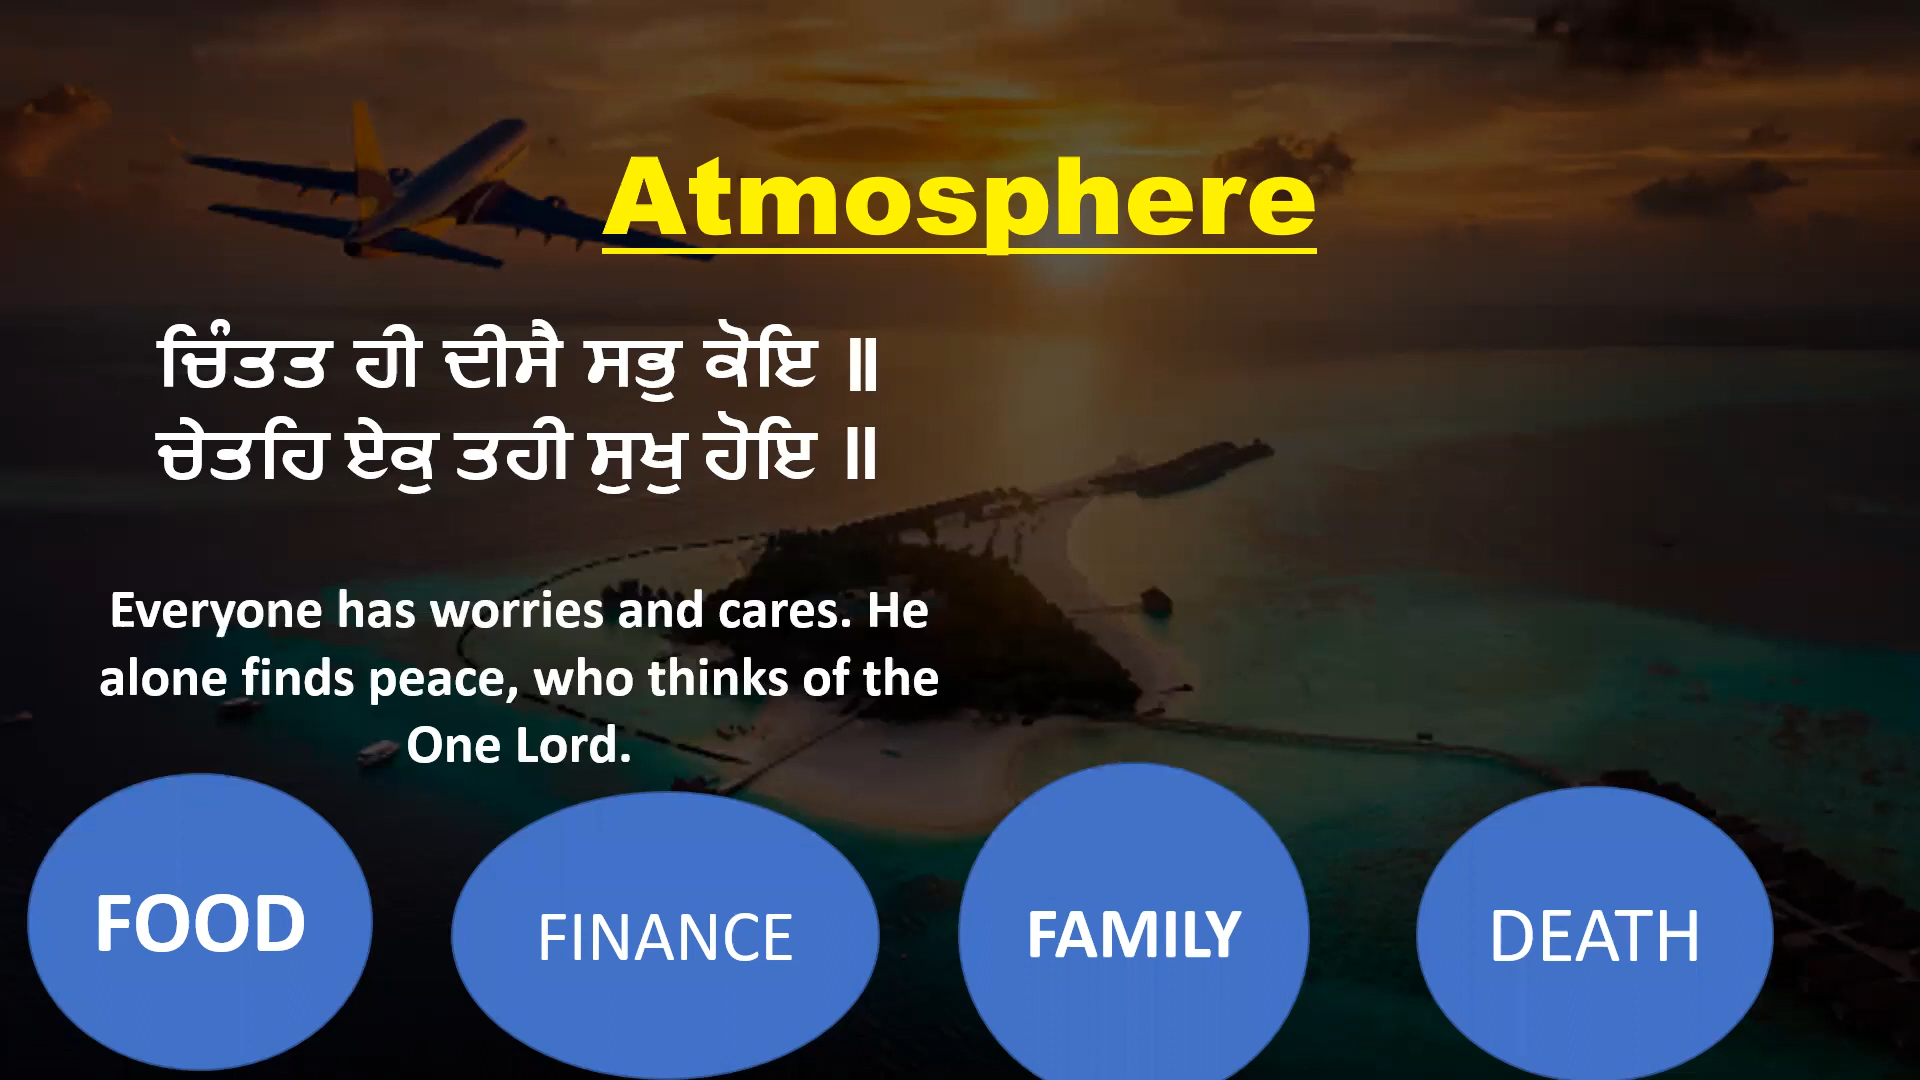 Atmosphere
ਚਿੰਤਤ ਹੀ ਦੀਸੈ ਸਭੁ ਕੋਇ ॥
ਚੇਤਹਿ ਏਕੁ ਤਹੀ ਸੁਖੁ ਹੋਇ ॥
Everyone has worries and cares. He
alone finds peace, who thinks of the
One Lord.
FOOD
FINANCE
FAMILY
DEATH